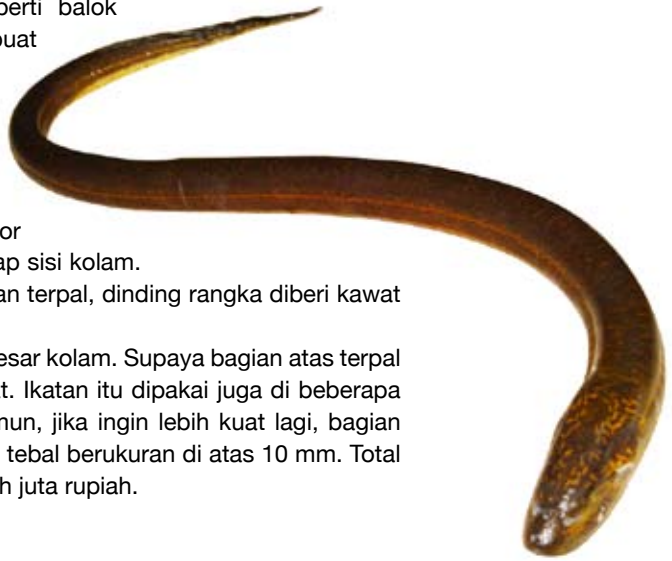 balok
or
ap sisi kolam.
an terpal, dinding rangka diberi kawat
esar kolam. Supaya bagian atas terpal
t. Ikatan itu dipakai juga di beberapa
mun, jika ingin lebih kuat lagi, bagian
tebal berukuran di atas 10 mm. Total
h juta rupiah.